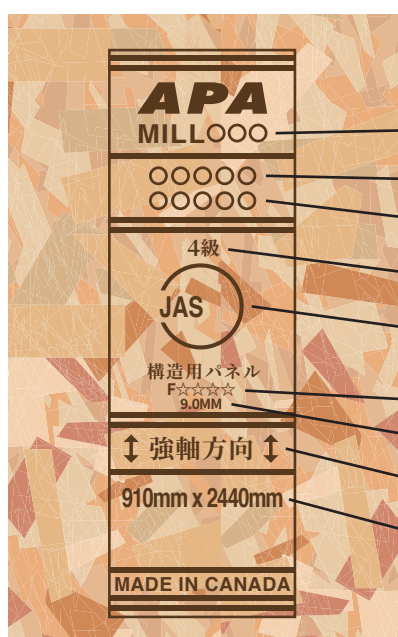 APA
MILL○○○
○○○○○
○○○○○
4級
JAS
構造用パネル
F☆☆☆☆
9.0MM
↕ 強軸方向 ↕
910mm x 2440mm
MADE IN CANADA